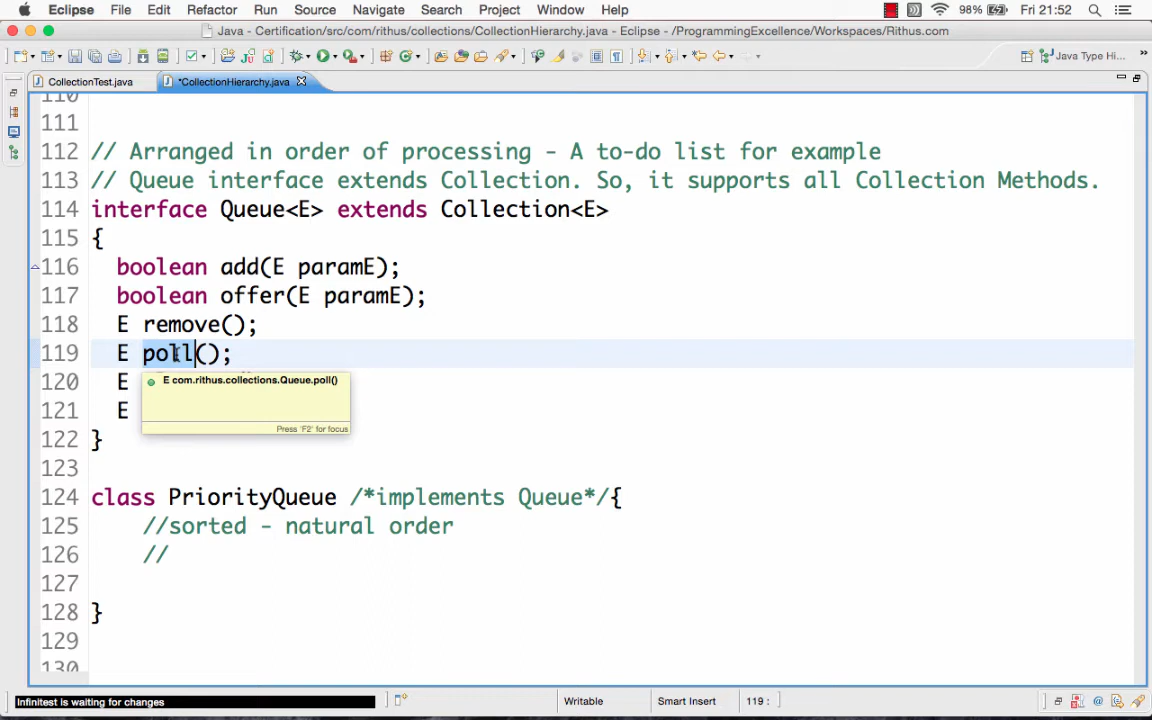 Eclipse File Edit Refactor Run Source Navigate Search Project Window Help 98% Fri 21:52
Java - Certification/src/com/rithus/collections/CollectionHierarchy.java - Eclipse - /ProgrammingExcellence/Workspaces/Rithus.com
Java Type Hi...
CollectionTest.java *CollectionHierarchy.java
110
111
112 // Arranged in order of processing - A to-do list for example
113 // Queue interface extends Collection. So, it supports all Collection Methods.
114 interface Queue<E> extends Collection<E>
115 {
116 boolean add(E paramE);
117 boolean offer(E paramE);
118 E remove();
119 E poll();
120 E
121 E
E com.rithus.collections.Queue.poll()
Press 'F2' for focus
122 }
123
124 class PriorityQueue /*implements Queue*/{
125 //sorted - natural order
126 //
127
128 }
129
130
Infinitest is waiting for changes Writable Smart Insert 119 :